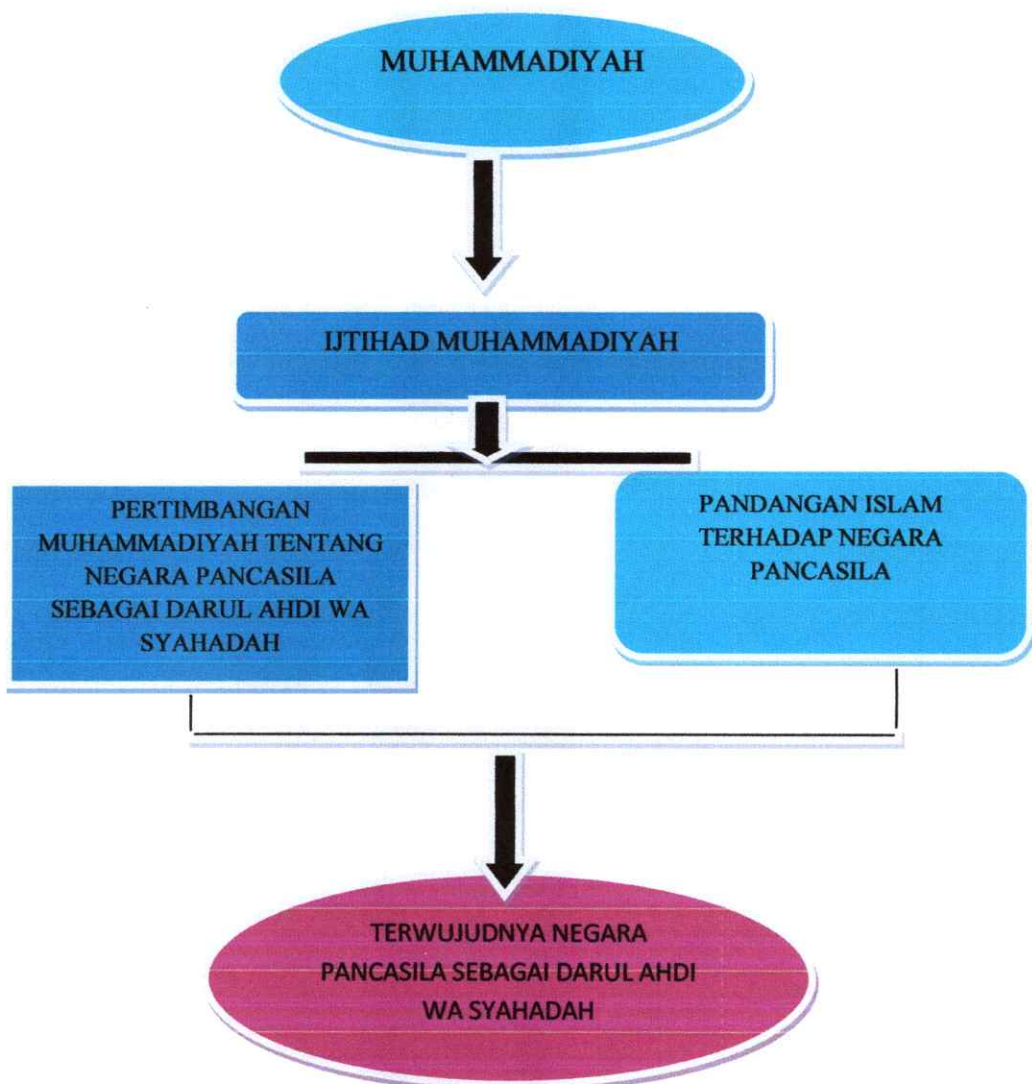 MUHAMMADIYAH
IJTIHAD MUHAMMADIYAH
PERTIMBANGAN
MUHAMMADIYAH TENTANG
NEGARA PANCASILA
SEBAGAI DARUL AHDI WA
SYAHADAH
PANDANGAN ISLAM
TERHADAP NEGARA
PANCASILA
TERWUJUDNYA NEGARA
PANCASILA SEBAGAI DARUL AHDI
WA SYAHADAH